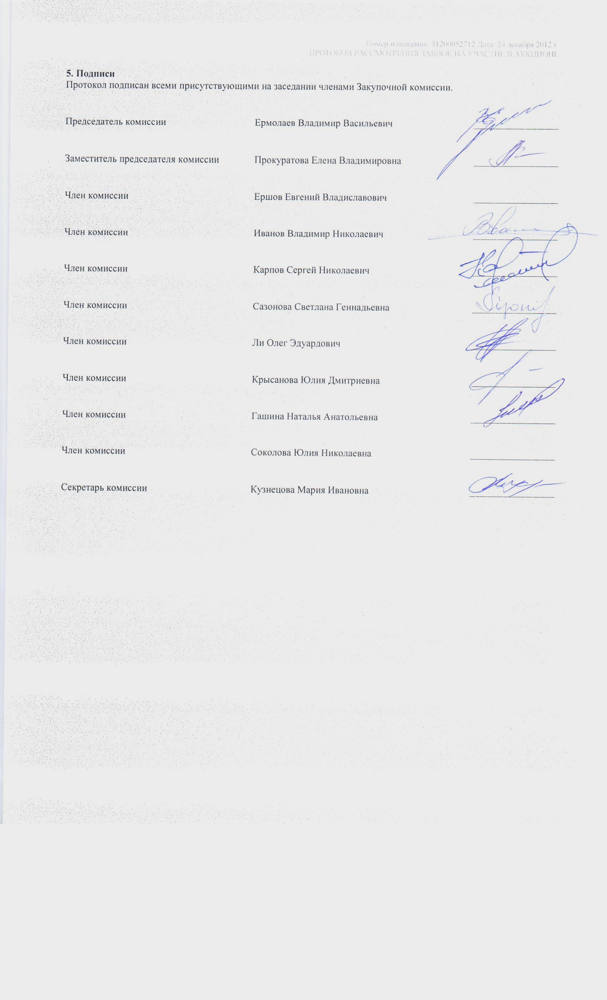 Номер извещения: 31200052712 Дата: 24 декабря 2012 г
ПРОТОКОЛ РАССМОТРЕНИЯ ЗАЯВОК НА УЧАСТИЕ В АУКЦИОНЕ
5. Подписи
Протокол подписан всеми присутствующими на заседании членами Закупочной комиссии.
Председатель комиссии Ермолаев Владимир Васильевич
Заместитель председателя комиссии Прокуратова Елена Владимировна
Член комиссии Ершов Евгений Владиславович
Член комиссии Иванов Владимир Николаевич
Член комиссии Карпов Сергей Николаевич
Член комиссии Сазонова Светлана Геннадьевна
Член комиссии Ли Олег Эдуардович
Член комиссии Крысанова Юлия Дмитриевна
Член комиссии Гашина Наталья Анатольевна
Член комиссии Соколова Юлия Николаевна
Секретарь комиссии Кузнецова Мария Ивановна